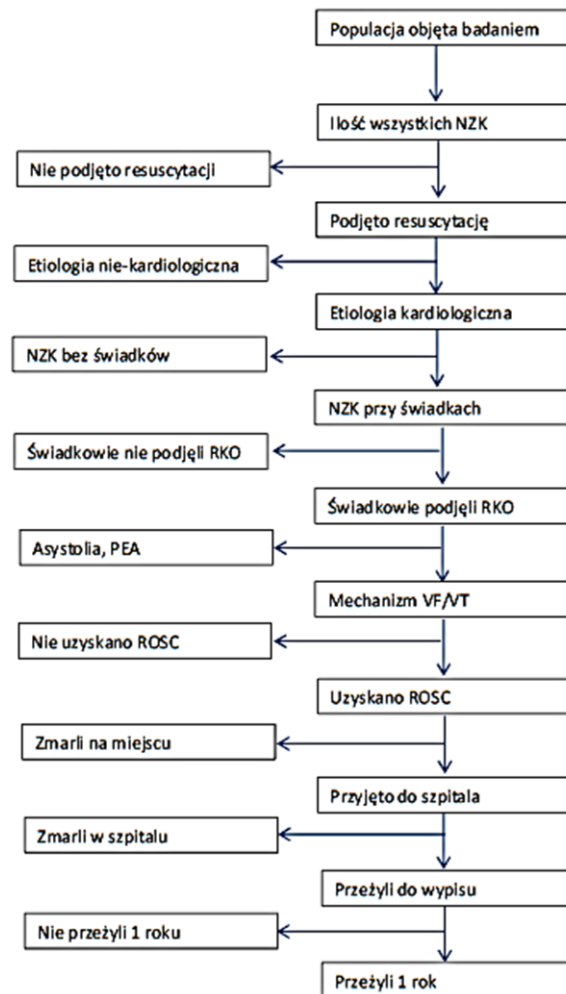 Populacja objęta badaniem
Ilość wszystkich NZK
Nie podjęto resuscytacji
Podjęto resuscytację
Etiologia nie-kardiologiczna
Etiologia kardiologiczna
NZK bez świadków
NZK przy świadkach
Świadkowie nie podjęli RKO
Świadkowie podjęli RKO
Asystolia, PEA
Mechanizm VF/VT
Nie uzyskano ROSC
Uzyskano ROSC
Zmarli na miejscu
Przyjęto do szpitala
Zmarli w szpitalu
Przeżyli do wypisu
Nie przeżyli 1 roku
Przeżyli 1 rok